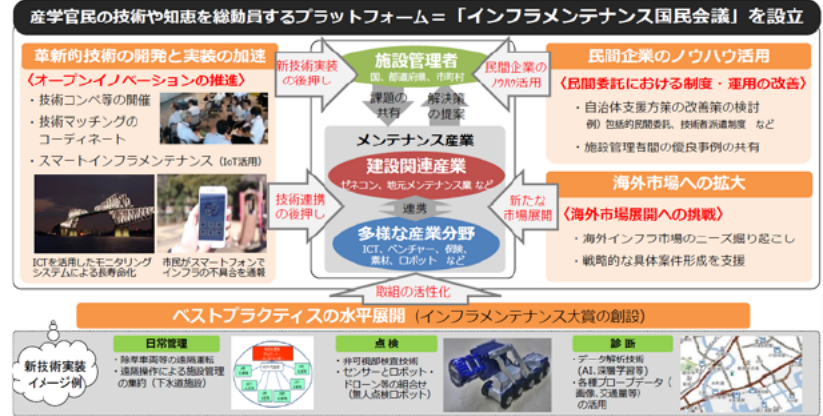 産学官民の技術や知恵を総動員するプラットフォーム=「インフラメンテナンス国民会議」を設立
革新的技術の開発と実装の加速
〈オープンイノベーションの推進〉
・技術コンペ等の開催
・技術マッチングの
コーディネート
・スマートインフラメンテナンス（IoT活用）
ICTを活用したモニタリング
システムによる長寿命化
市民がスマートフォンで
インフラの不具合を通報
新技術実装
の後押し
技術連携
の後押し
施設管理者
国、都道府県、市町村
課題の
共有
解決策
の提案
メンテナンス産業
建設関連産業
ゼネコン、地元メンテナンス業 など
連携
多様な産業分野
ICT、ベンチャー、保険、
素材、ロボット など
民間企業の
ノウハウ活用
新たな
市場展開
民間企業のノウハウ活用
〈民間委託における制度・運用の改善〉
・自治体支援方策の改善策の検討
例）包括的民間委託、技術者派遣制度 など
・施設管理者間の優良事例の共有
海外市場への拡大
〈海外市場展開への挑戦〉
・海外インフラ市場のニーズ掘り起こし
・戦略的な具体案件形成を支援
取組の活性化
ベストプラクティスの水平展開（インフラメンテナンス大賞の創設）
新技術実装
イメージ例
日常管理
・除草車両等の遠隔運転
・遠隔操作による施設管理
の集約（下水道施設）
点検
・非可視部検査技術
・センサーとロボット・
ドローン等の組合せ
（無人点検ロボット）
診断
・データ解析技術
（AI、深層学習等）
・各種プローブデータ（
画像、交通量等）
の活用